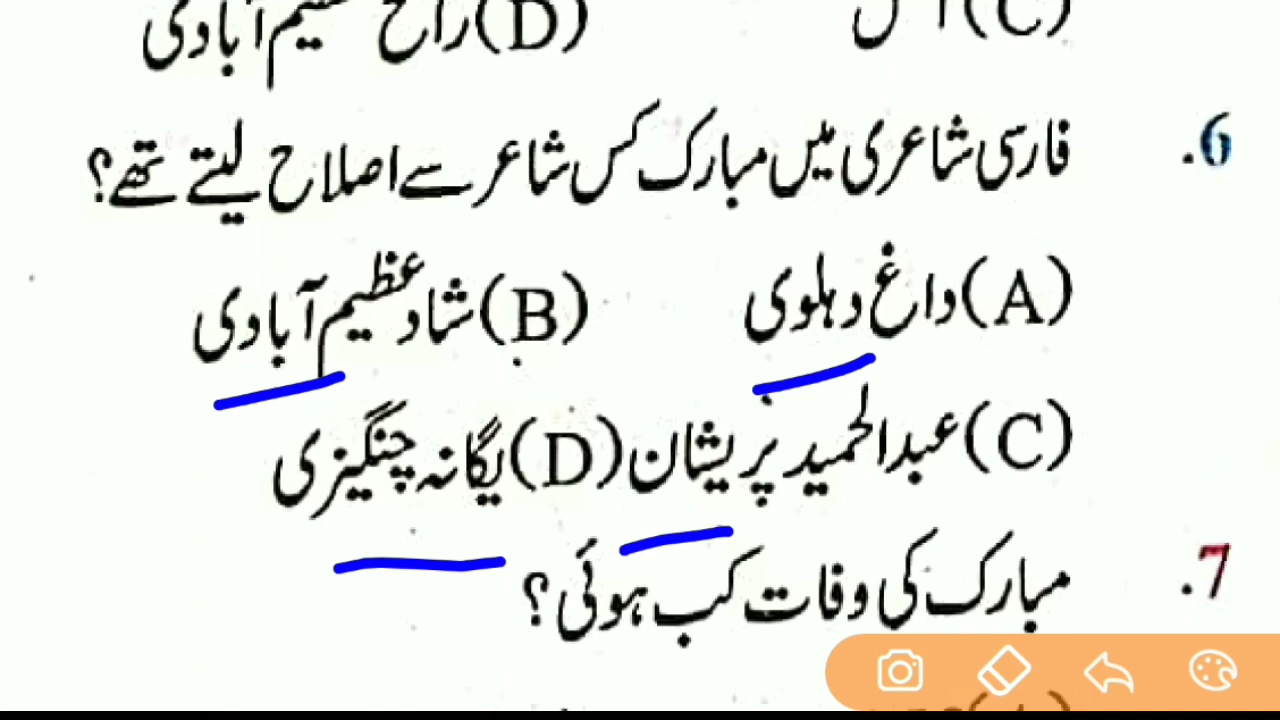 (C) (D) راسخ عظیم آبادی
6. فارسی شاعری میں مبارک کس شاعر سے اصلاح لیتے تھے؟
(A) داغ دہلوی (B) شاد عظیم آبادی
(C) عبدالحمید پریشان (D) یگانہ چنگیزی
7. مبارک کی وفات کب ہوئی؟